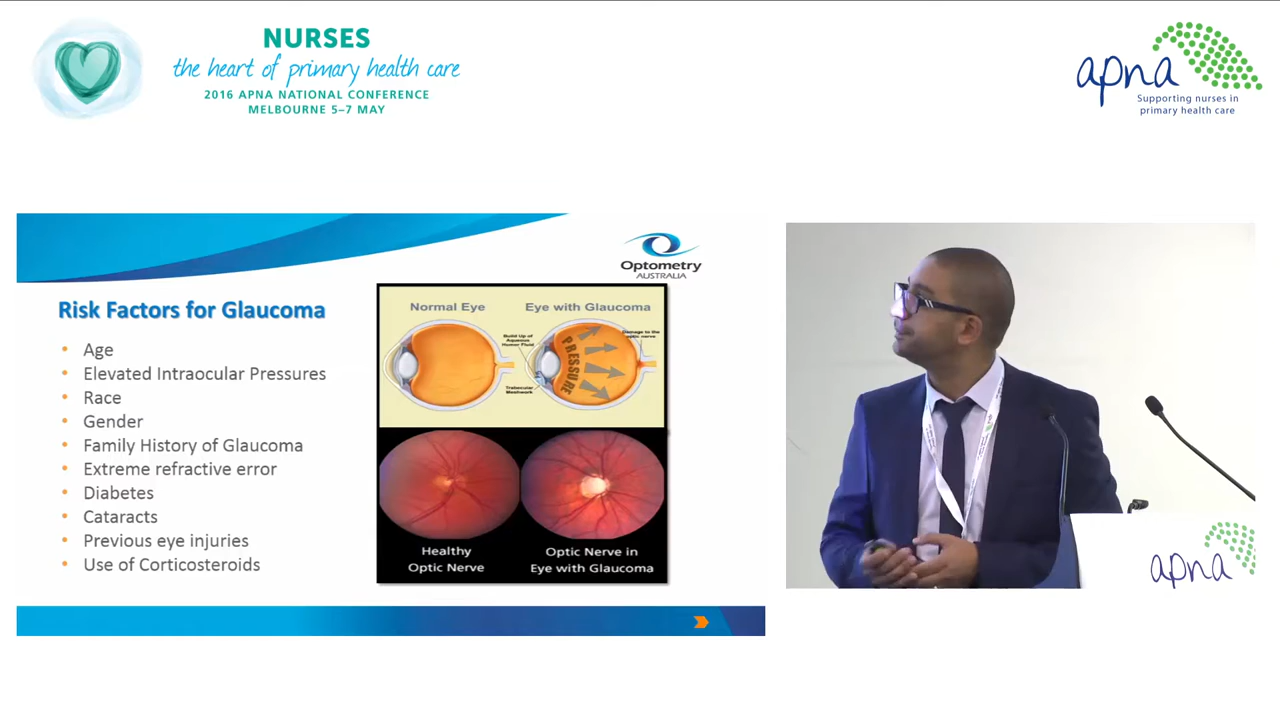 NURSES
the heart of primary health care
2016 APNA NATIONAL CONFERENCE
MELBOURNE 5–7 MAY
apna
Supporting nurses in
primary health care
Optometry
AUSTRALIA
Risk Factors for Glaucoma
• Age
• Elevated Intraocular Pressures
• Race
• Gender
• Family History of Glaucoma
• Extreme refractive error
• Diabetes
• Cataracts
• Previous eye injuries
• Use of Corticosteroids
Normal Eye
Eye with Glaucoma
Build Up of
Aqueous
Humor Fluid
Damage to the
optic nerve
PRESSURE
Trabecular
Meshwork
Healthy
Optic Nerve
Optic Nerve in
Eye with Glaucoma
apna